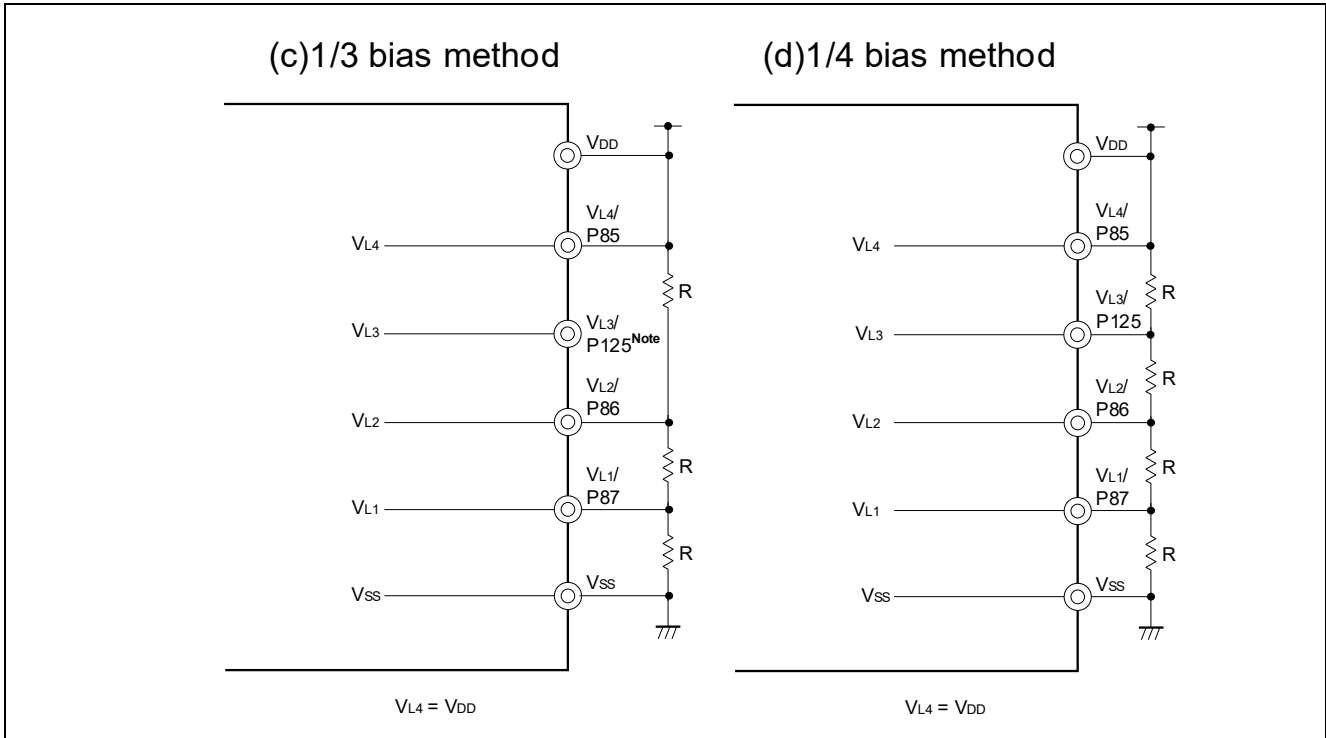 (c)1/3 bias method
VDD
VL4/
P85
VL4
R
VL3/
P125Note
VL3
VL2/
P86
VL2
R
VL1/
P87
VL1
R
VSS
VSS
VL4 = VDD
(d)1/4 bias method
VDD
VL4/
P85
VL4
R
VL3/
P125
VL3
R
VL2/
P86
VL2
R
VL1/
P87
VL1
R
VSS
VSS
VL4 = VDD